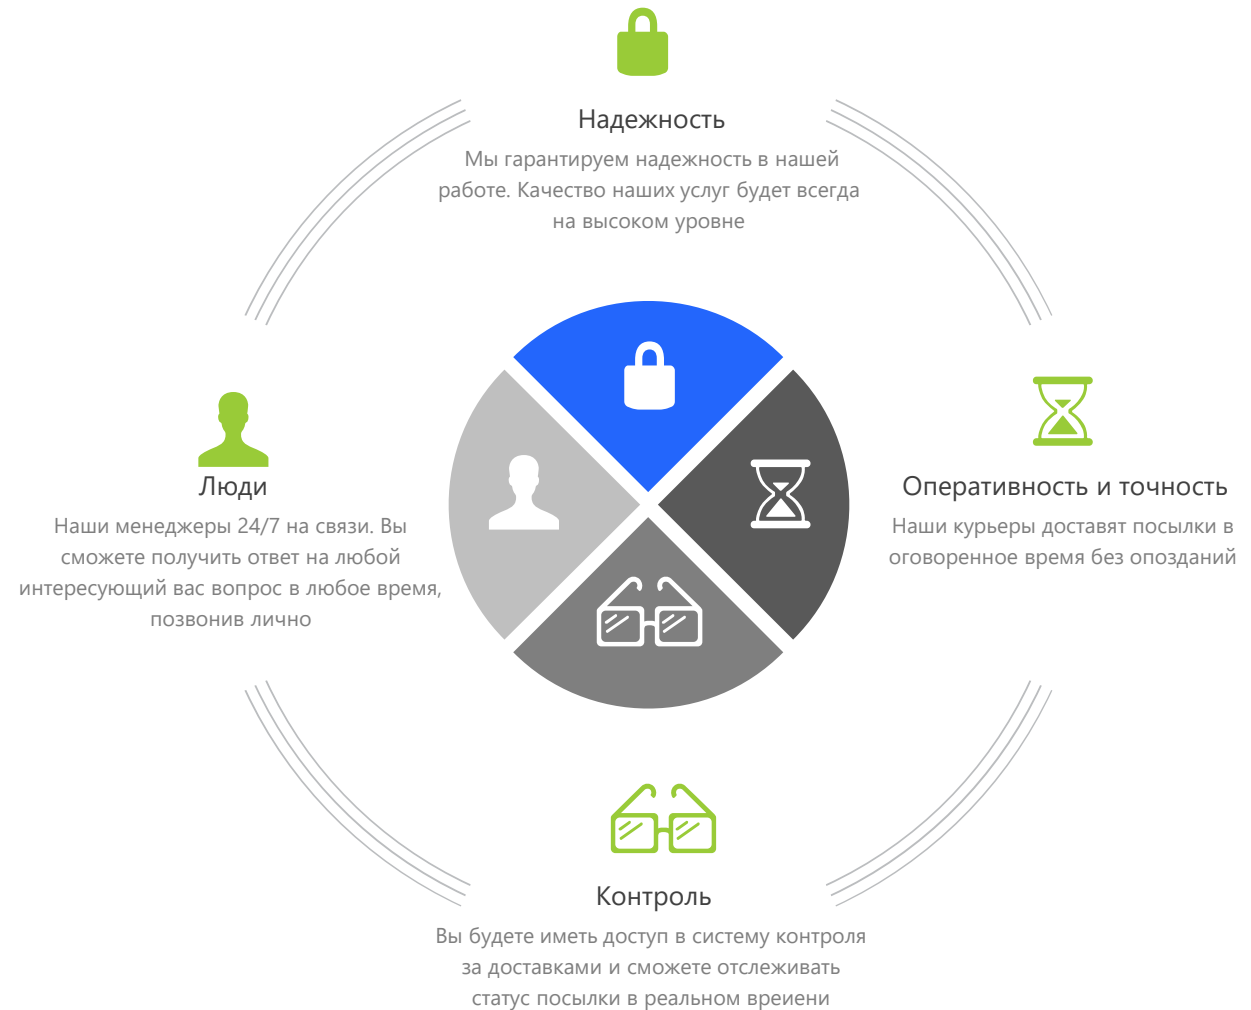 Надежность
Мы гарантируем надежность в нашей
работе. Качество наших услуг будет всегда
на высоком уровне
Люди
Наши менеджеры 24/7 на связи. Вы
сможете получить ответ на любой
интересующий вас вопрос в любое время,
позвонив лично
Оперативность и точность
Наши курьеры доставят посылки в
оговоренное время без опозданий
Контроль
Вы будете иметь доступ в систему контроля
за доставками и сможете отслеживать
статус посылки в реальном вреиени